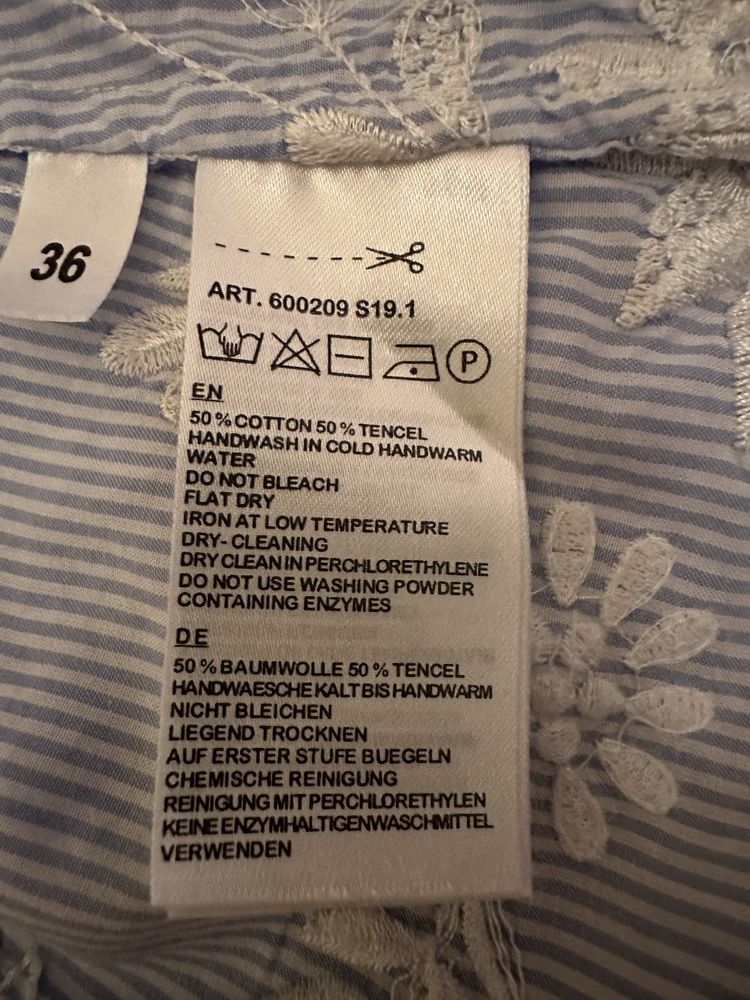 36
ART. 600209 S19.1
P
EN
50 % COTTON 50 % TENCEL
HANDWASH IN COLD HANDWARM
WATER
DO NOT BLEACH
FLAT DRY
IRON AT LOW TEMPERATURE
DRY- CLEANING
DRY CLEAN IN PERCHLORETHYLENE
DO NOT USE WASHING POWDER
CONTAINING ENZYMES
DE
50 % BAUMWOLLE 50 % TENCEL
HANDWAESCHE KALT BIS HANDWARM
NICHT BLEICHEN
LIEGEND TROCKNEN
AUF ERSTER STUFE BUEGELN
CHEMISCHE REINIGUNG
REINIGUNG MIT PERCHLORETHYLEN
KEINE ENZYMHALTIGEN WASCHMITTEL
VERWENDEN